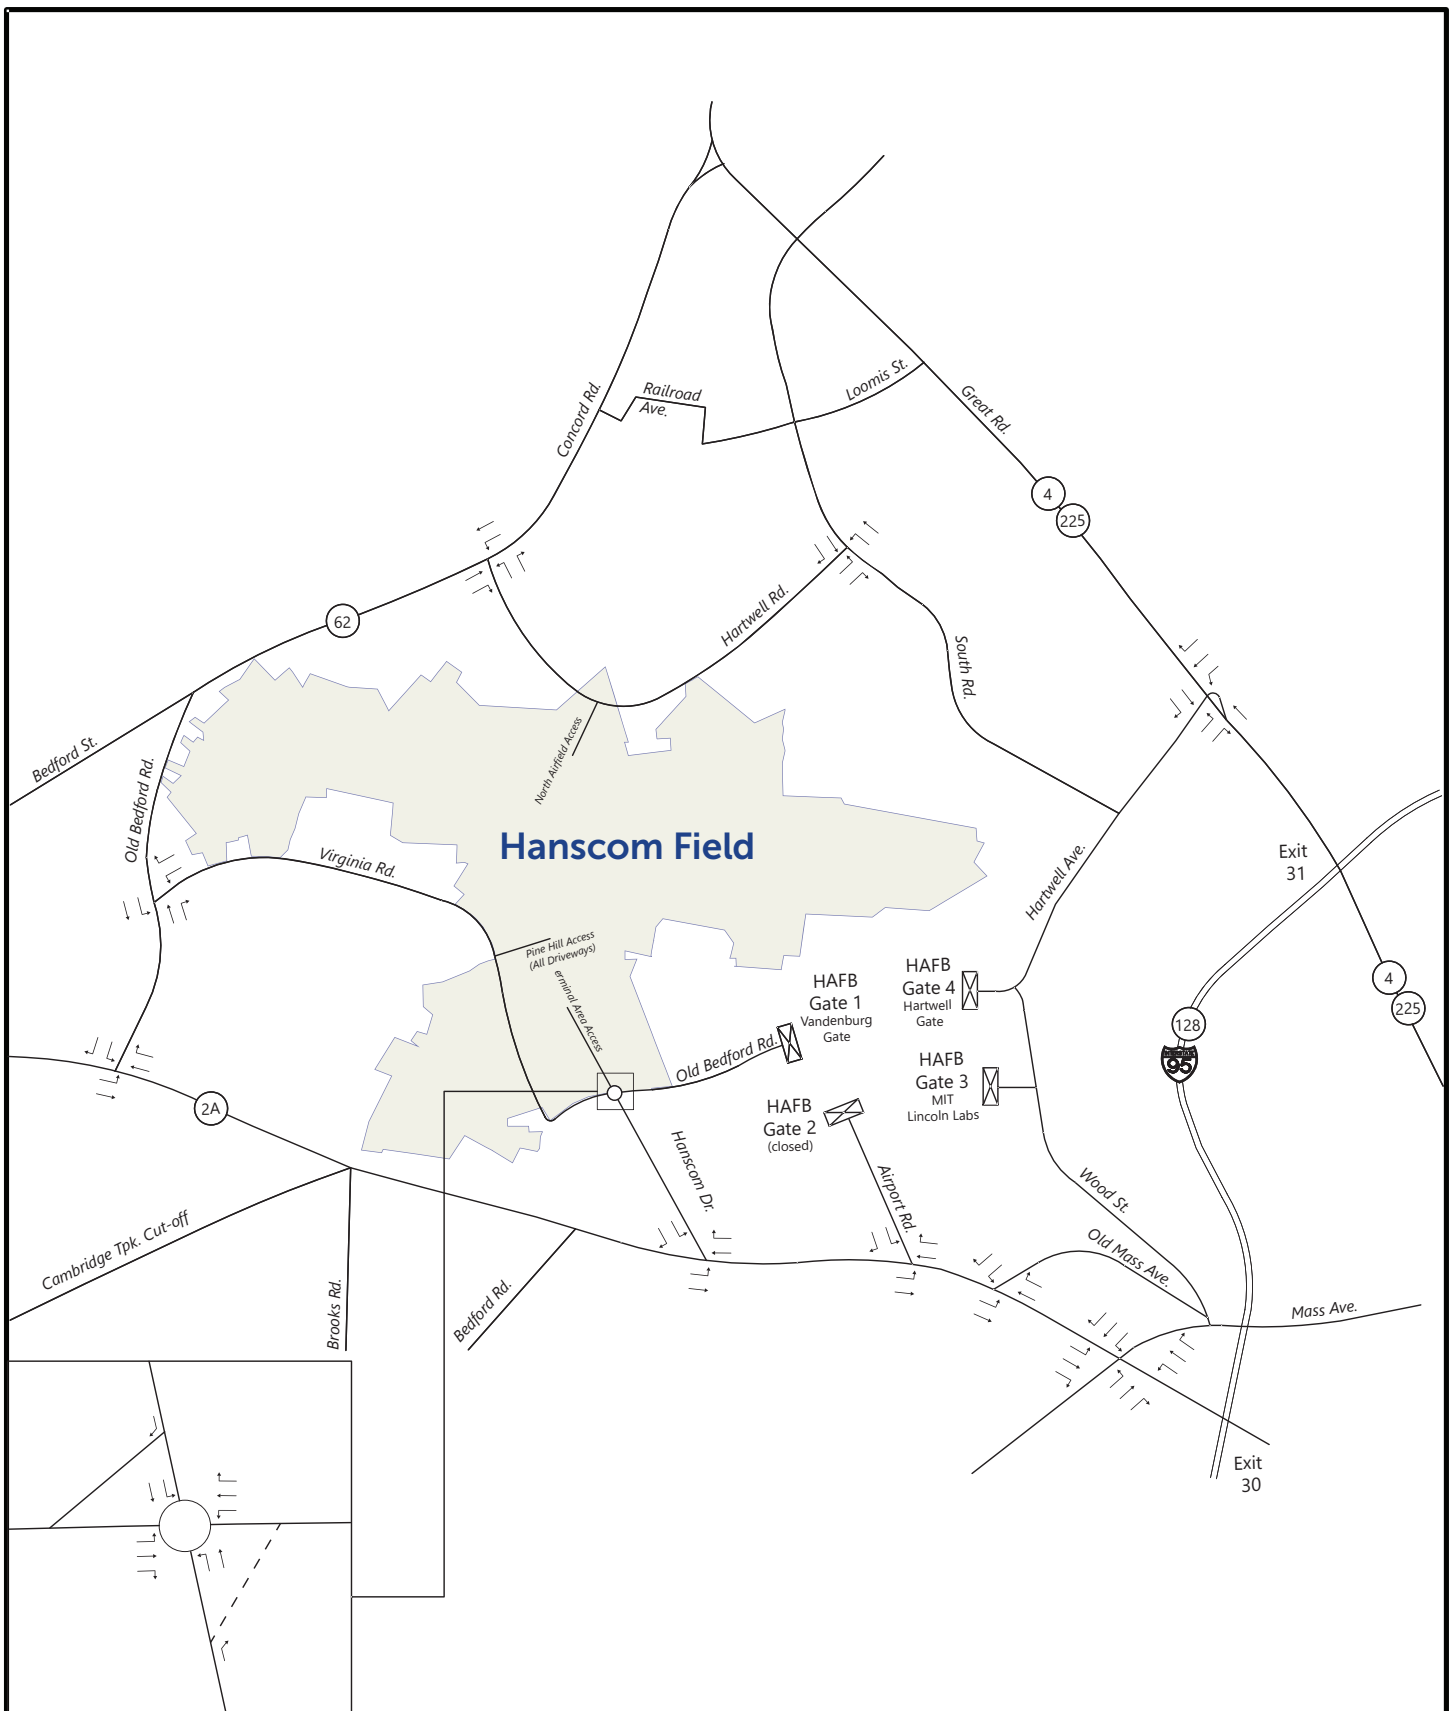 Concord Rd.
Railroad
Ave.
Loomis St.
Great Rd.
4
225
62
Hartwell Rd.
South Rd.
Bedford St.
Old Bedford Rd.
North Airfield Access
Hanscom Field
Virginia Rd.
Exit
31
Hartwell Ave.
Pine Hill Access
(All Driveways)
erminal Area Access
HAFB
Gate 1
Vandenburg
Gate
HAFB
Gate 4
Hartwell
Gate
4
225
128
INTERSTATE
95
Old Bedford Rd.
HAFB
Gate 3
MIT
Lincoln Labs
2A
HAFB
Gate 2
(closed)
Hanscom Dr.
Airport Rd.
Wood St.
Old Mass Ave.
Mass Ave.
Cambridge Tpk. Cut-off
Brooks Rd.
Bedford Rd.
Exit
30